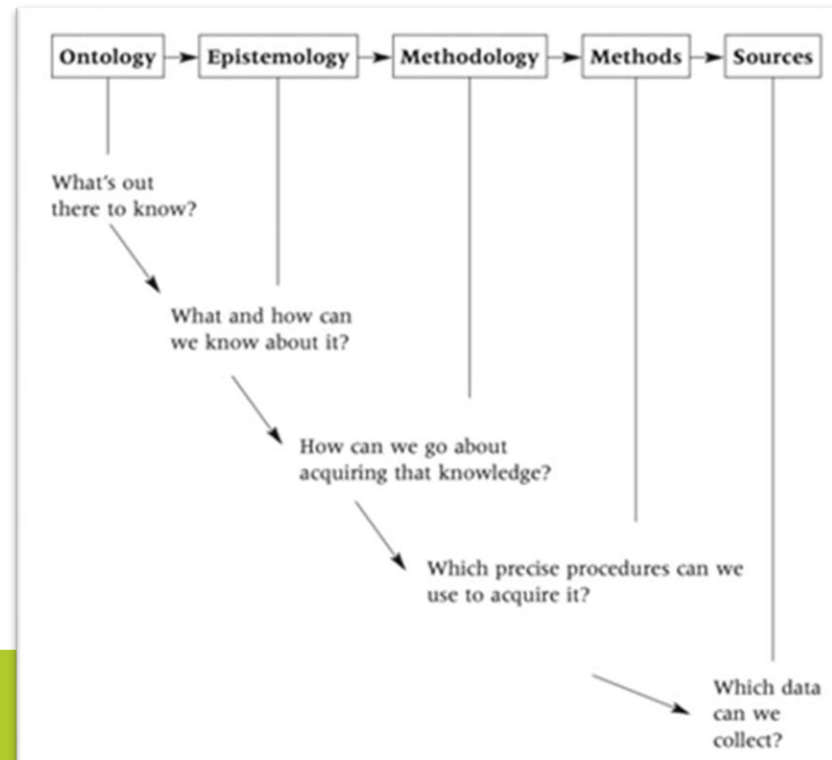 Ontology
Epistemology
Methodology
Methods
Sources
What's out
there to know?
What and how can
we know about it?
How can we go about
acquiring that knowledge?
Which precise procedures can we
use to acquire it?
Which data
can we
collect?